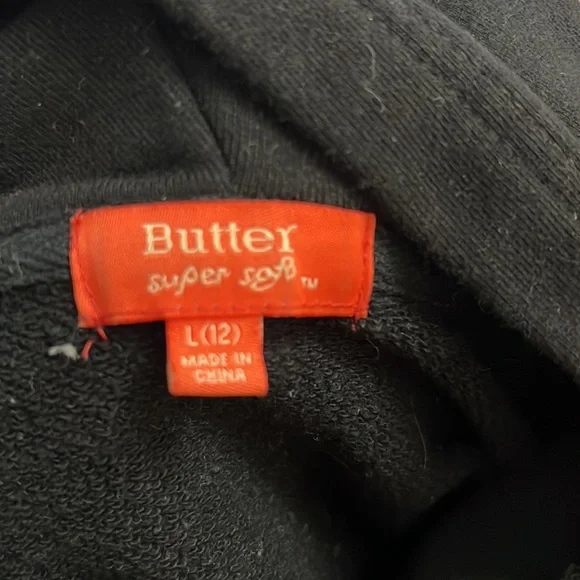 Butter
super soft™
L(12)
MADE IN
CHINA